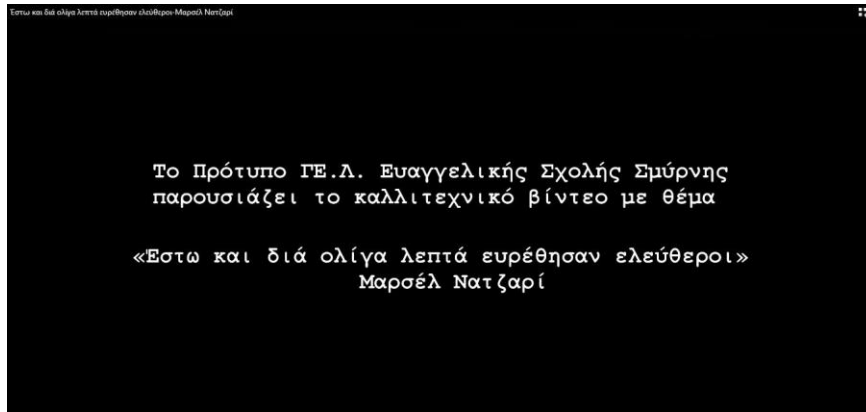 Έστω και διά ολίγα λεπτά ευρέθησαν ελεύθεροι-Μαρσέλ Νατζαρί
Το Πρότυπο ΓΕ.Λ. Ευαγγελικής Σχολής Σμύρνης
παρουσιάζει το καλλιτεχνικό βίντεο με θέμα
«Έστω και διά ολίγα λεπτά ευρέθησαν ελεύθεροι»
Μαρσέλ Νατζαρί